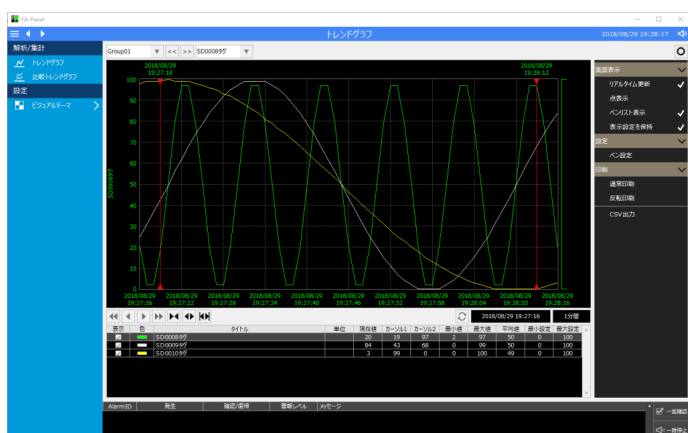 FA-Panel
トレンドグラフ
2018/08/29 19:28:17
解析/集計
トレンドグラフ
比較トレンドグラフ
設定
ビジュアルテーマ
Group01
<<
>>
SD00089ｸﾞ
2018/08/29
19:27:18
2018/08/29
19:28:12
100
90
80
70
60
50
40
30
20
10
0
SD00089ｸﾞ
2018/08/29 2018/08/29 2018/08/29 2018/08/29 2018/08/29 2018/08/29 2018/08/29 2018/08/29 2018/08/29 2018/08/29 2018/08/29
19:27:16 19:27:22 19:27:28 19:27:34 19:27:40 19:27:46 19:27:52 19:27:58 19:28:04 19:28:10 19:28:16
画面表示
リアルタイム更新
点表示
ペンリスト表示
表示設定を保持
設定
ペン設定
印刷
通常印刷
反転印刷
CSV出力
2018/08/29 19:27:16
1分間
表示 色 タイトル 単位 現在値 カーソル1 カーソル2 最小値 最大値 平均値 最小設定 最大設定
SD00089ｸﾞ 20 19 97 2 97 50 0 100
SD00099ｸﾞ 84 43 68 0 99 50 0 100
SD00109ｸﾞ 3 99 0 0 100 49 0 100
AlarmID 発生 確認/復帰 警報レベル メッセージ
一括確認
一時停止